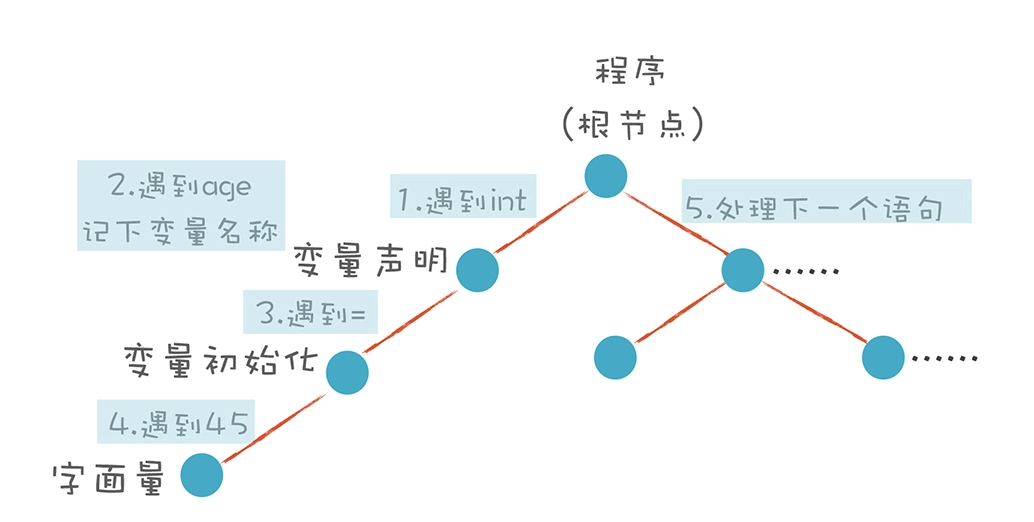 程序
(根节点)
1.遇到int
2.遇到age
记下变量名称
变量声明
3.遇到=
变量初始化
4.遇到45
字面量
5.处理下一个语句
······
······